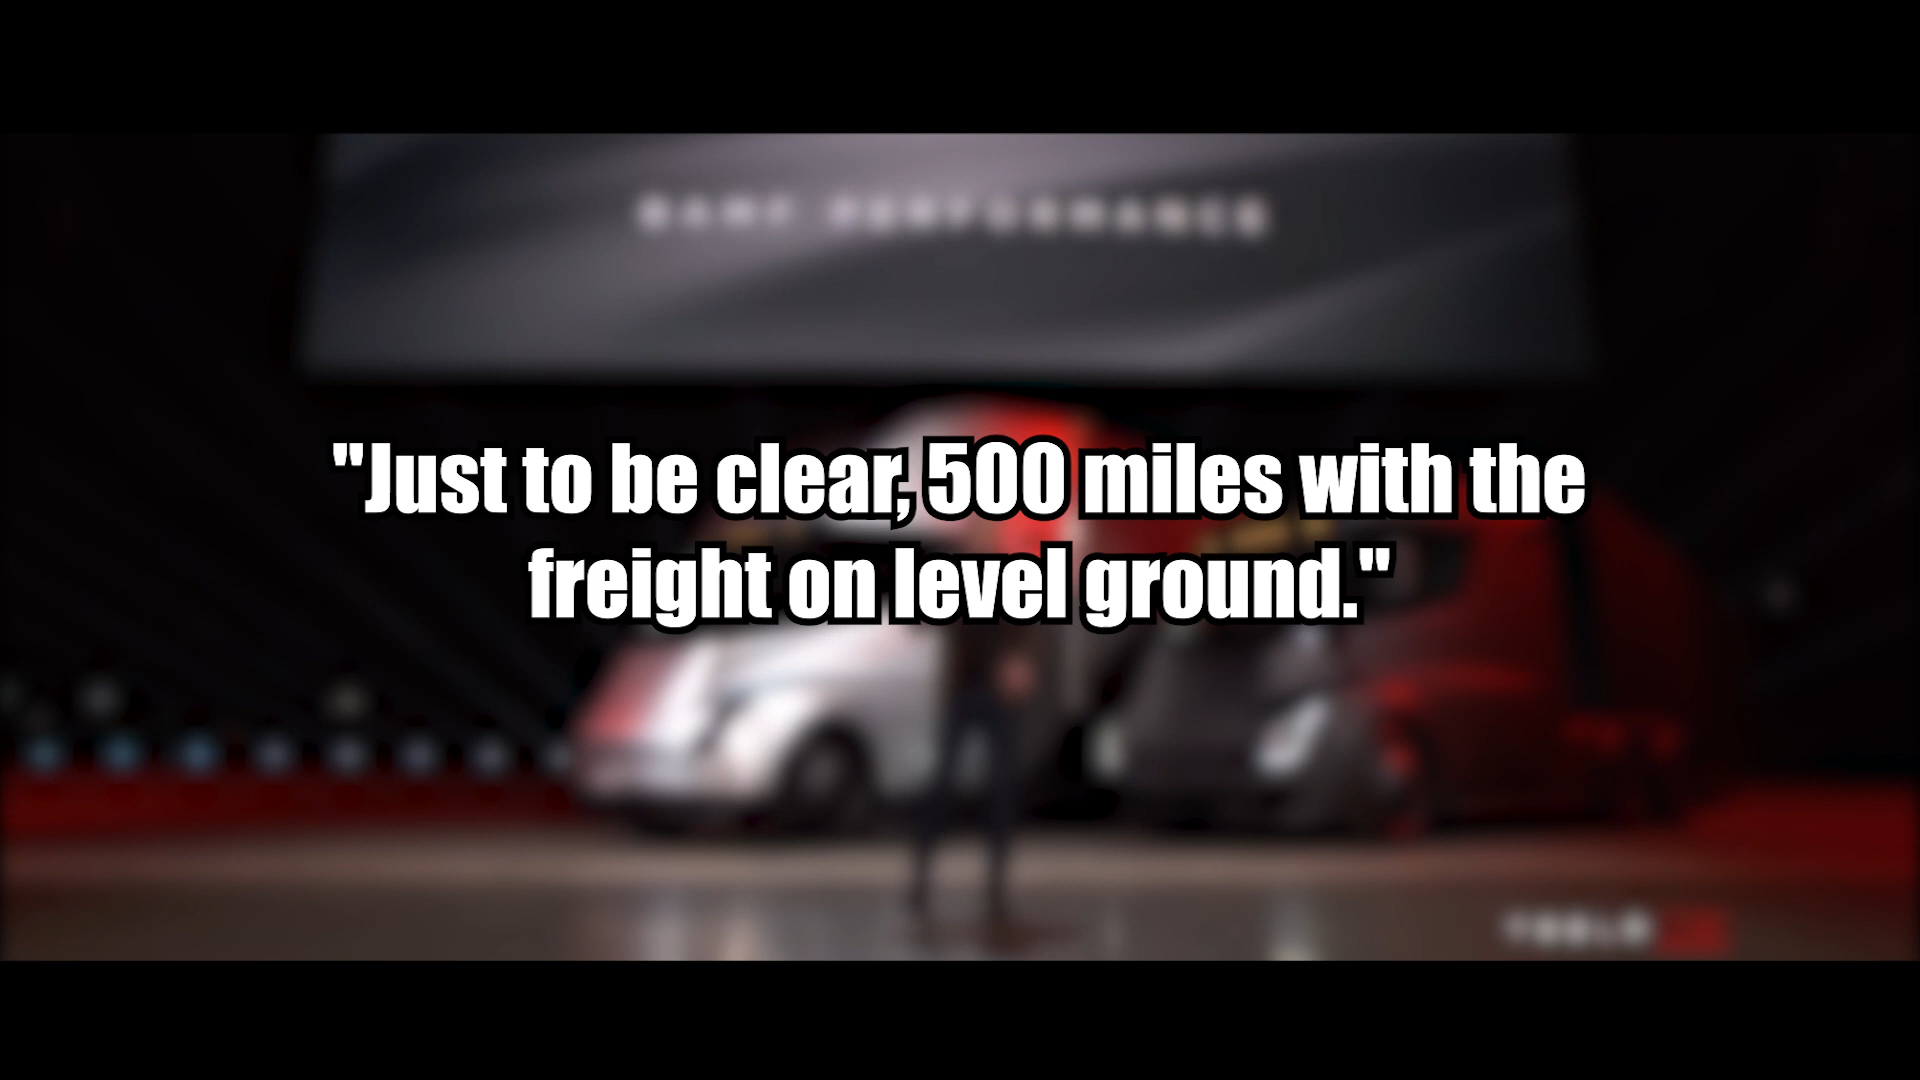 "Just to be clear, 500 miles with the
freight on level ground."